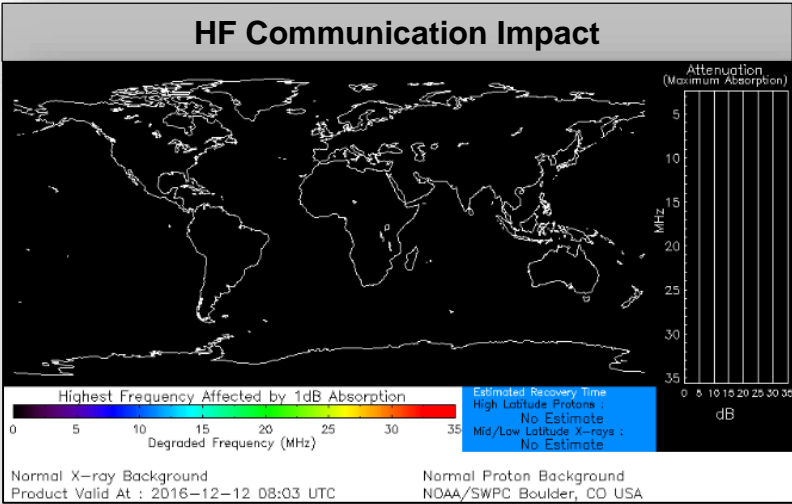 HF Communication Impact
Attenuation
(Maximum Absorption)
5
10
15
20
25
30
35
MHz
0 5 10 15 20 25 30 35
dB
Highest Frequency Affected by 1dB Absorption
0 5 10 15 20 25 30 35
Degraded Frequency (MHz)
Estimated Recovery Time
High Latitude Protons :
No Estimate
Mid/Low Latitude X-rays :
No Estimate
Normal X-ray Background
Product Valid At : 2016-12-12 08:03 UTC
Normal Proton Background
NOAA/SWPC Boulder, CO USA